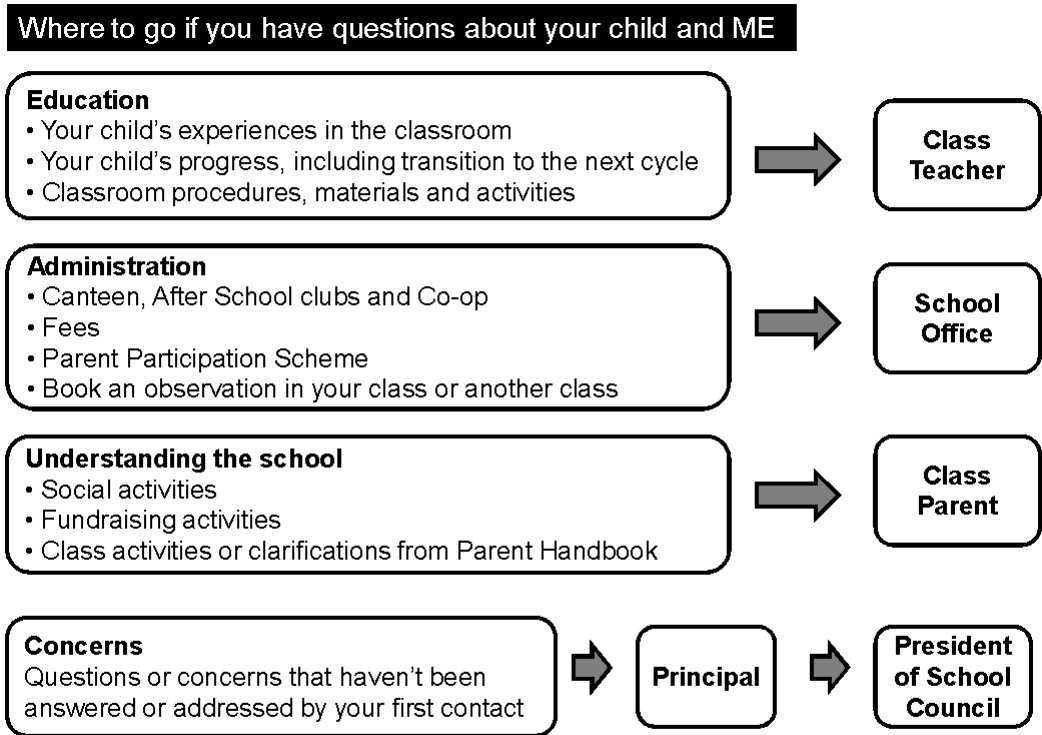 Where to go if you have questions about your child and ME
Education
• Your child's experiences in the classroom
• Your child's progress, including transition to the next cycle
• Classroom procedures, materials and activities
Class
Teacher
Administration
• Canteen, After School clubs and Co-op
• Fees
• Parent Participation Scheme
• Book an observation in your class or another class
School
Office
Understanding the school
• Social activities
• Fundraising activities
• Class activities or clarifications from Parent Handbook
Class
Parent
Concerns
Questions or concerns that haven't been
answered or addressed by your first contact
Principal
President
of School
Council